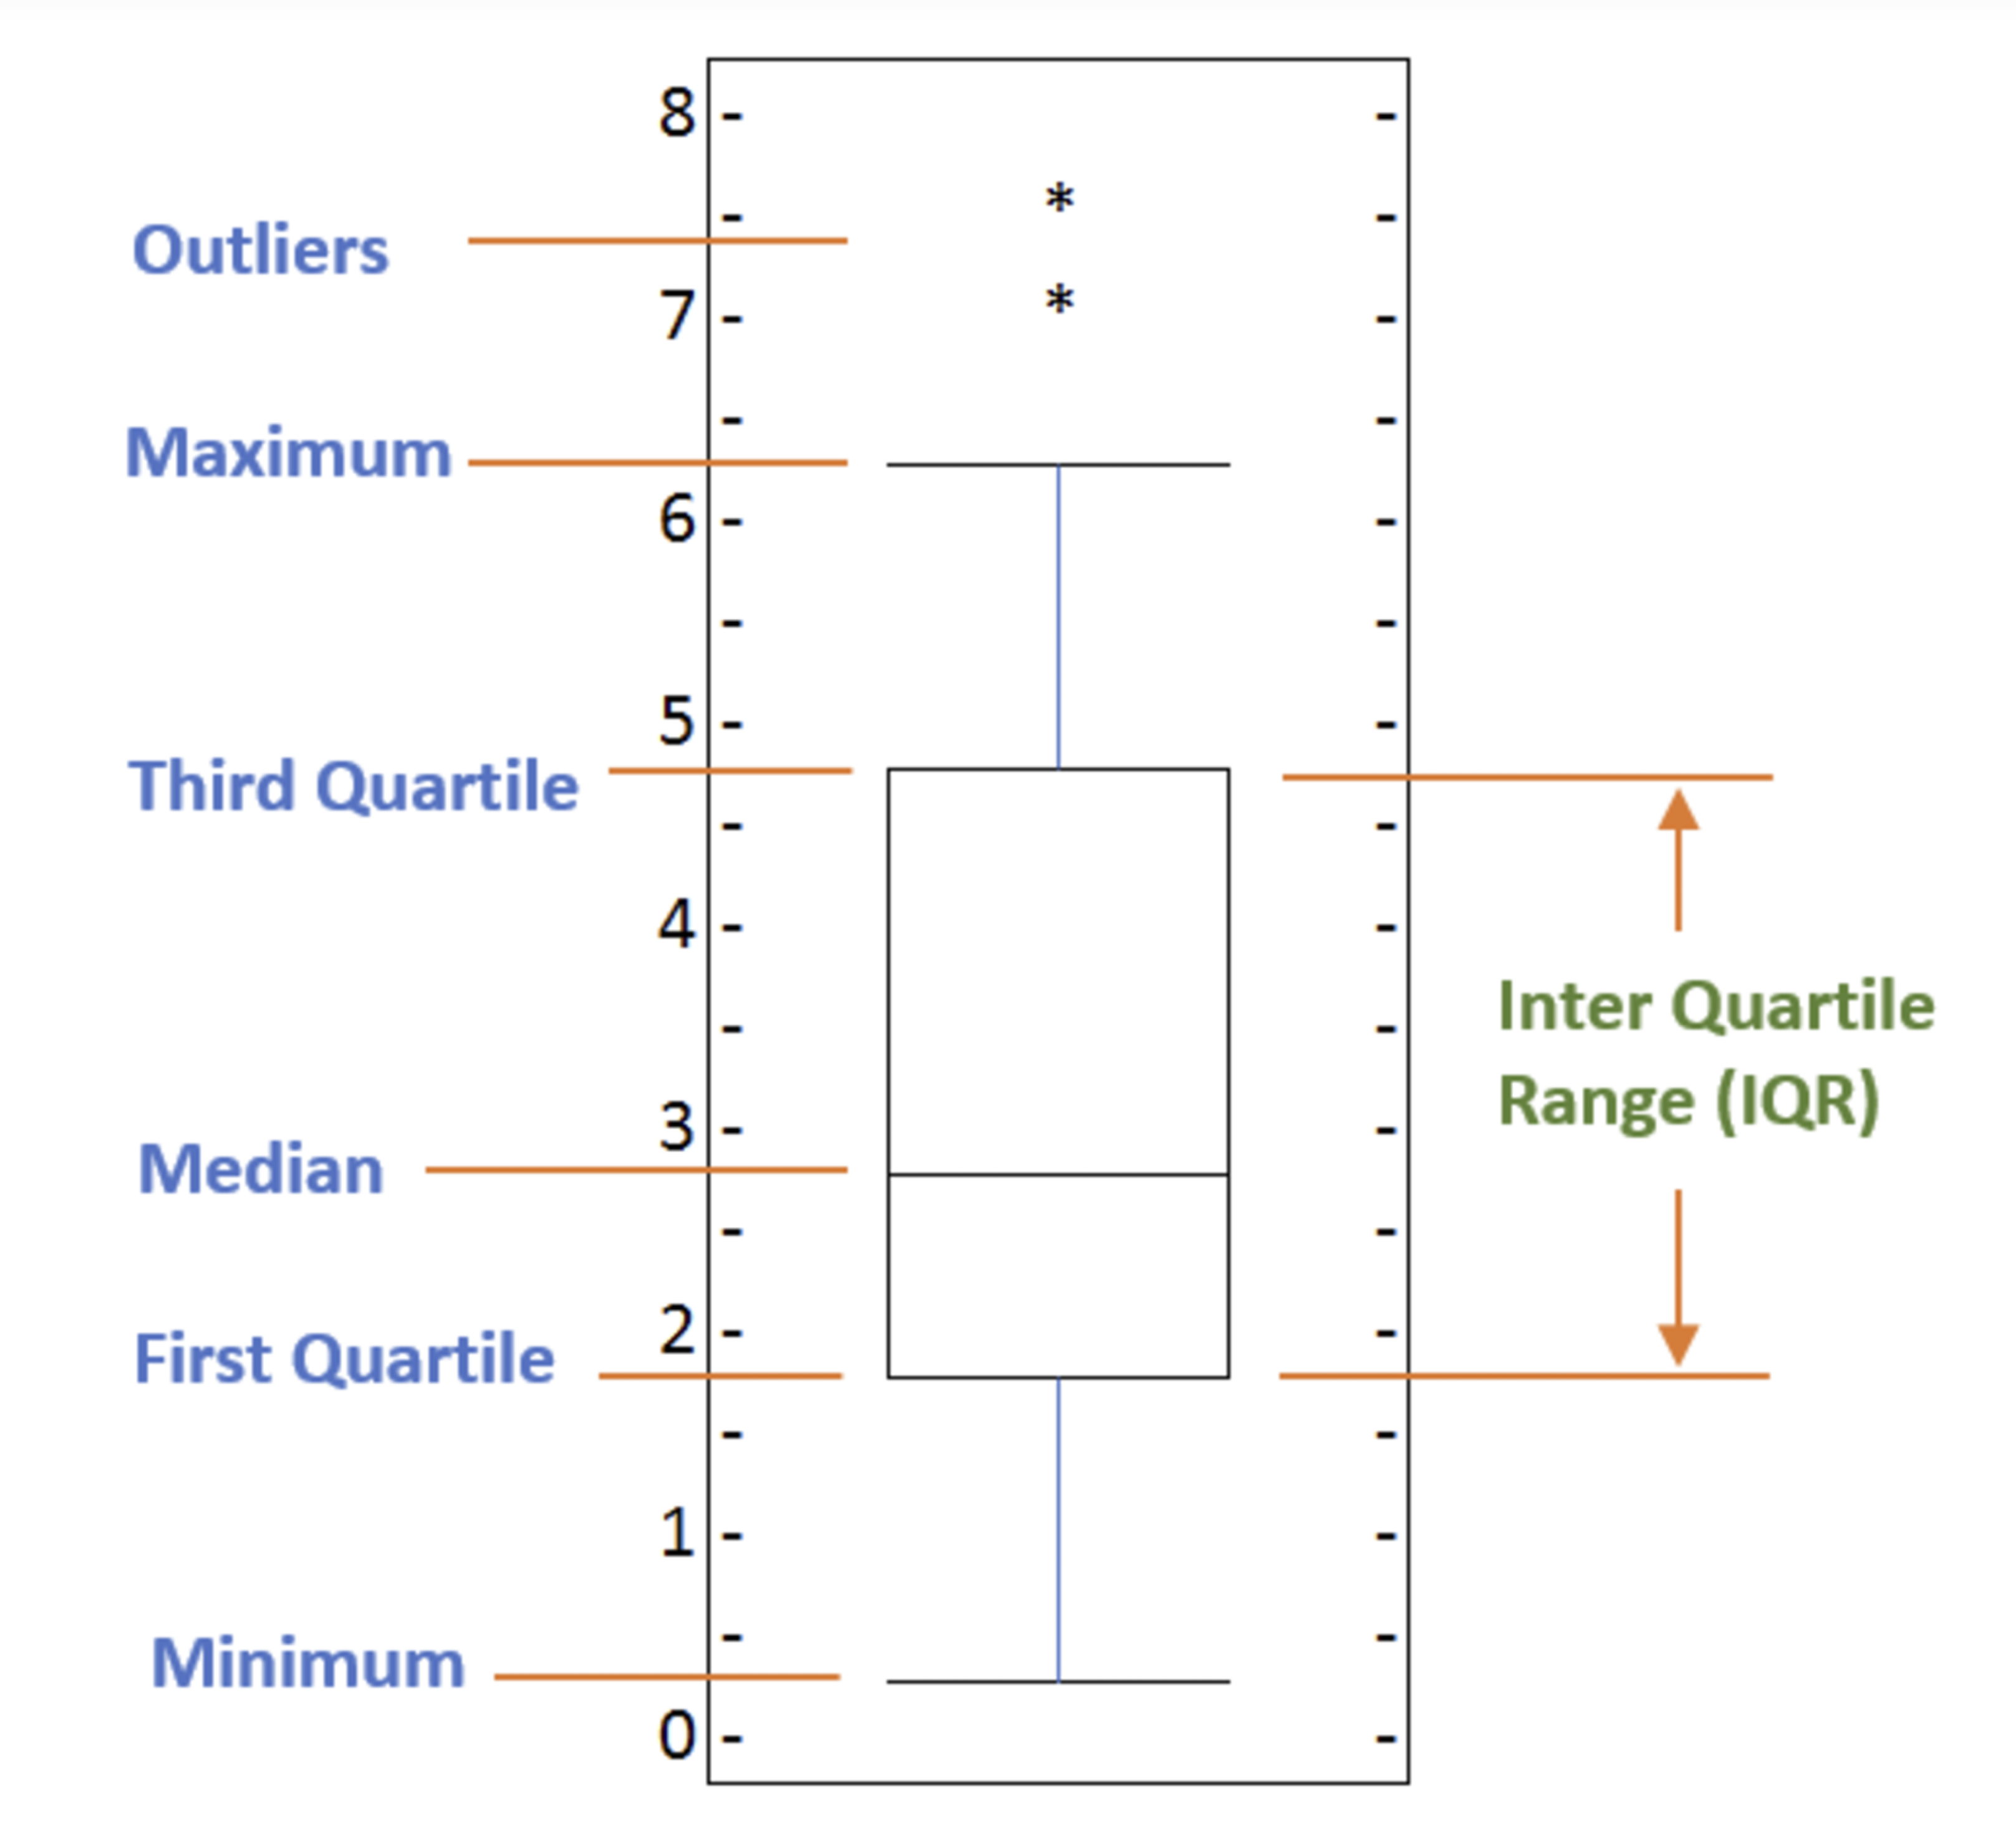 8
Outliers
7
Maximum
6
5
Third Quartile
4
Inter Quartile
Range (IQR)
3
Median
2
First Quartile
1
Minimum
0